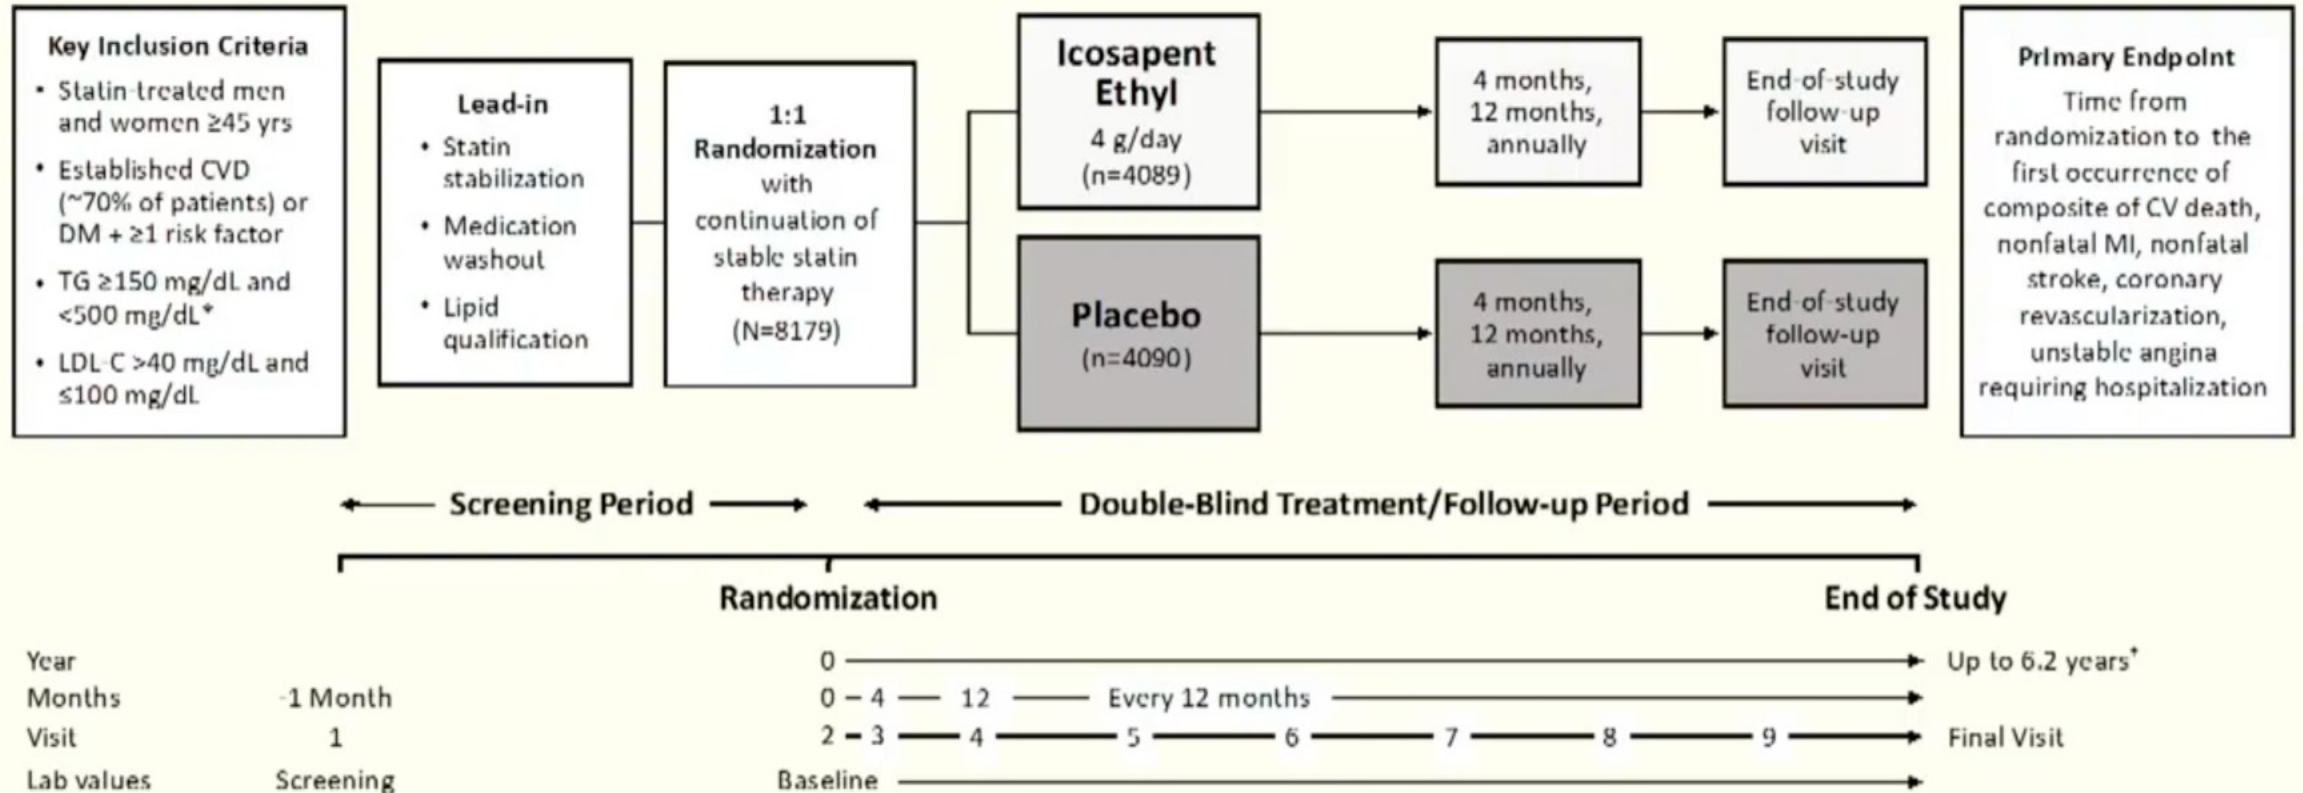 Key Inclusion Criteria
• Statin-treated men
and women ≥45 yrs
• Established CVD
(~70% of patients) or
DM + ≥1 risk factor
• TG ≥150 mg/dL and
<500 mg/dL*
• LDL-C >40 mg/dL and
≤100 mg/dL
Lead-in
• Statin
stabilization
• Medication
washout
• Lipid
qualification
1:1
Randomization
with
continuation of
stable statin
therapy
(N=8179)
Icosapent
Ethyl
4 g/day
(n=4089)
4 months,
12 months,
annually
End-of-study
follow-up
visit
Placebo
(n=4090)
4 months,
12 months,
annually
End-of-study
follow-up
visit
Primary Endpoint
Time from
randomization to the
first occurrence of
composite of CV death,
nonfatal MI, nonfatal
stroke, coronary
revascularization,
unstable angina
requiring hospitalization
Screening Period
Double-Blind Treatment/Follow-up Period
Randomization
End of Study
Year 0 Up to 6.2 years†
Months -1 Month 0 4 12 Every 12 months
Visit 1 2 3 4 5 6 7 8 9 Final Visit
Lab values Screening Baseline